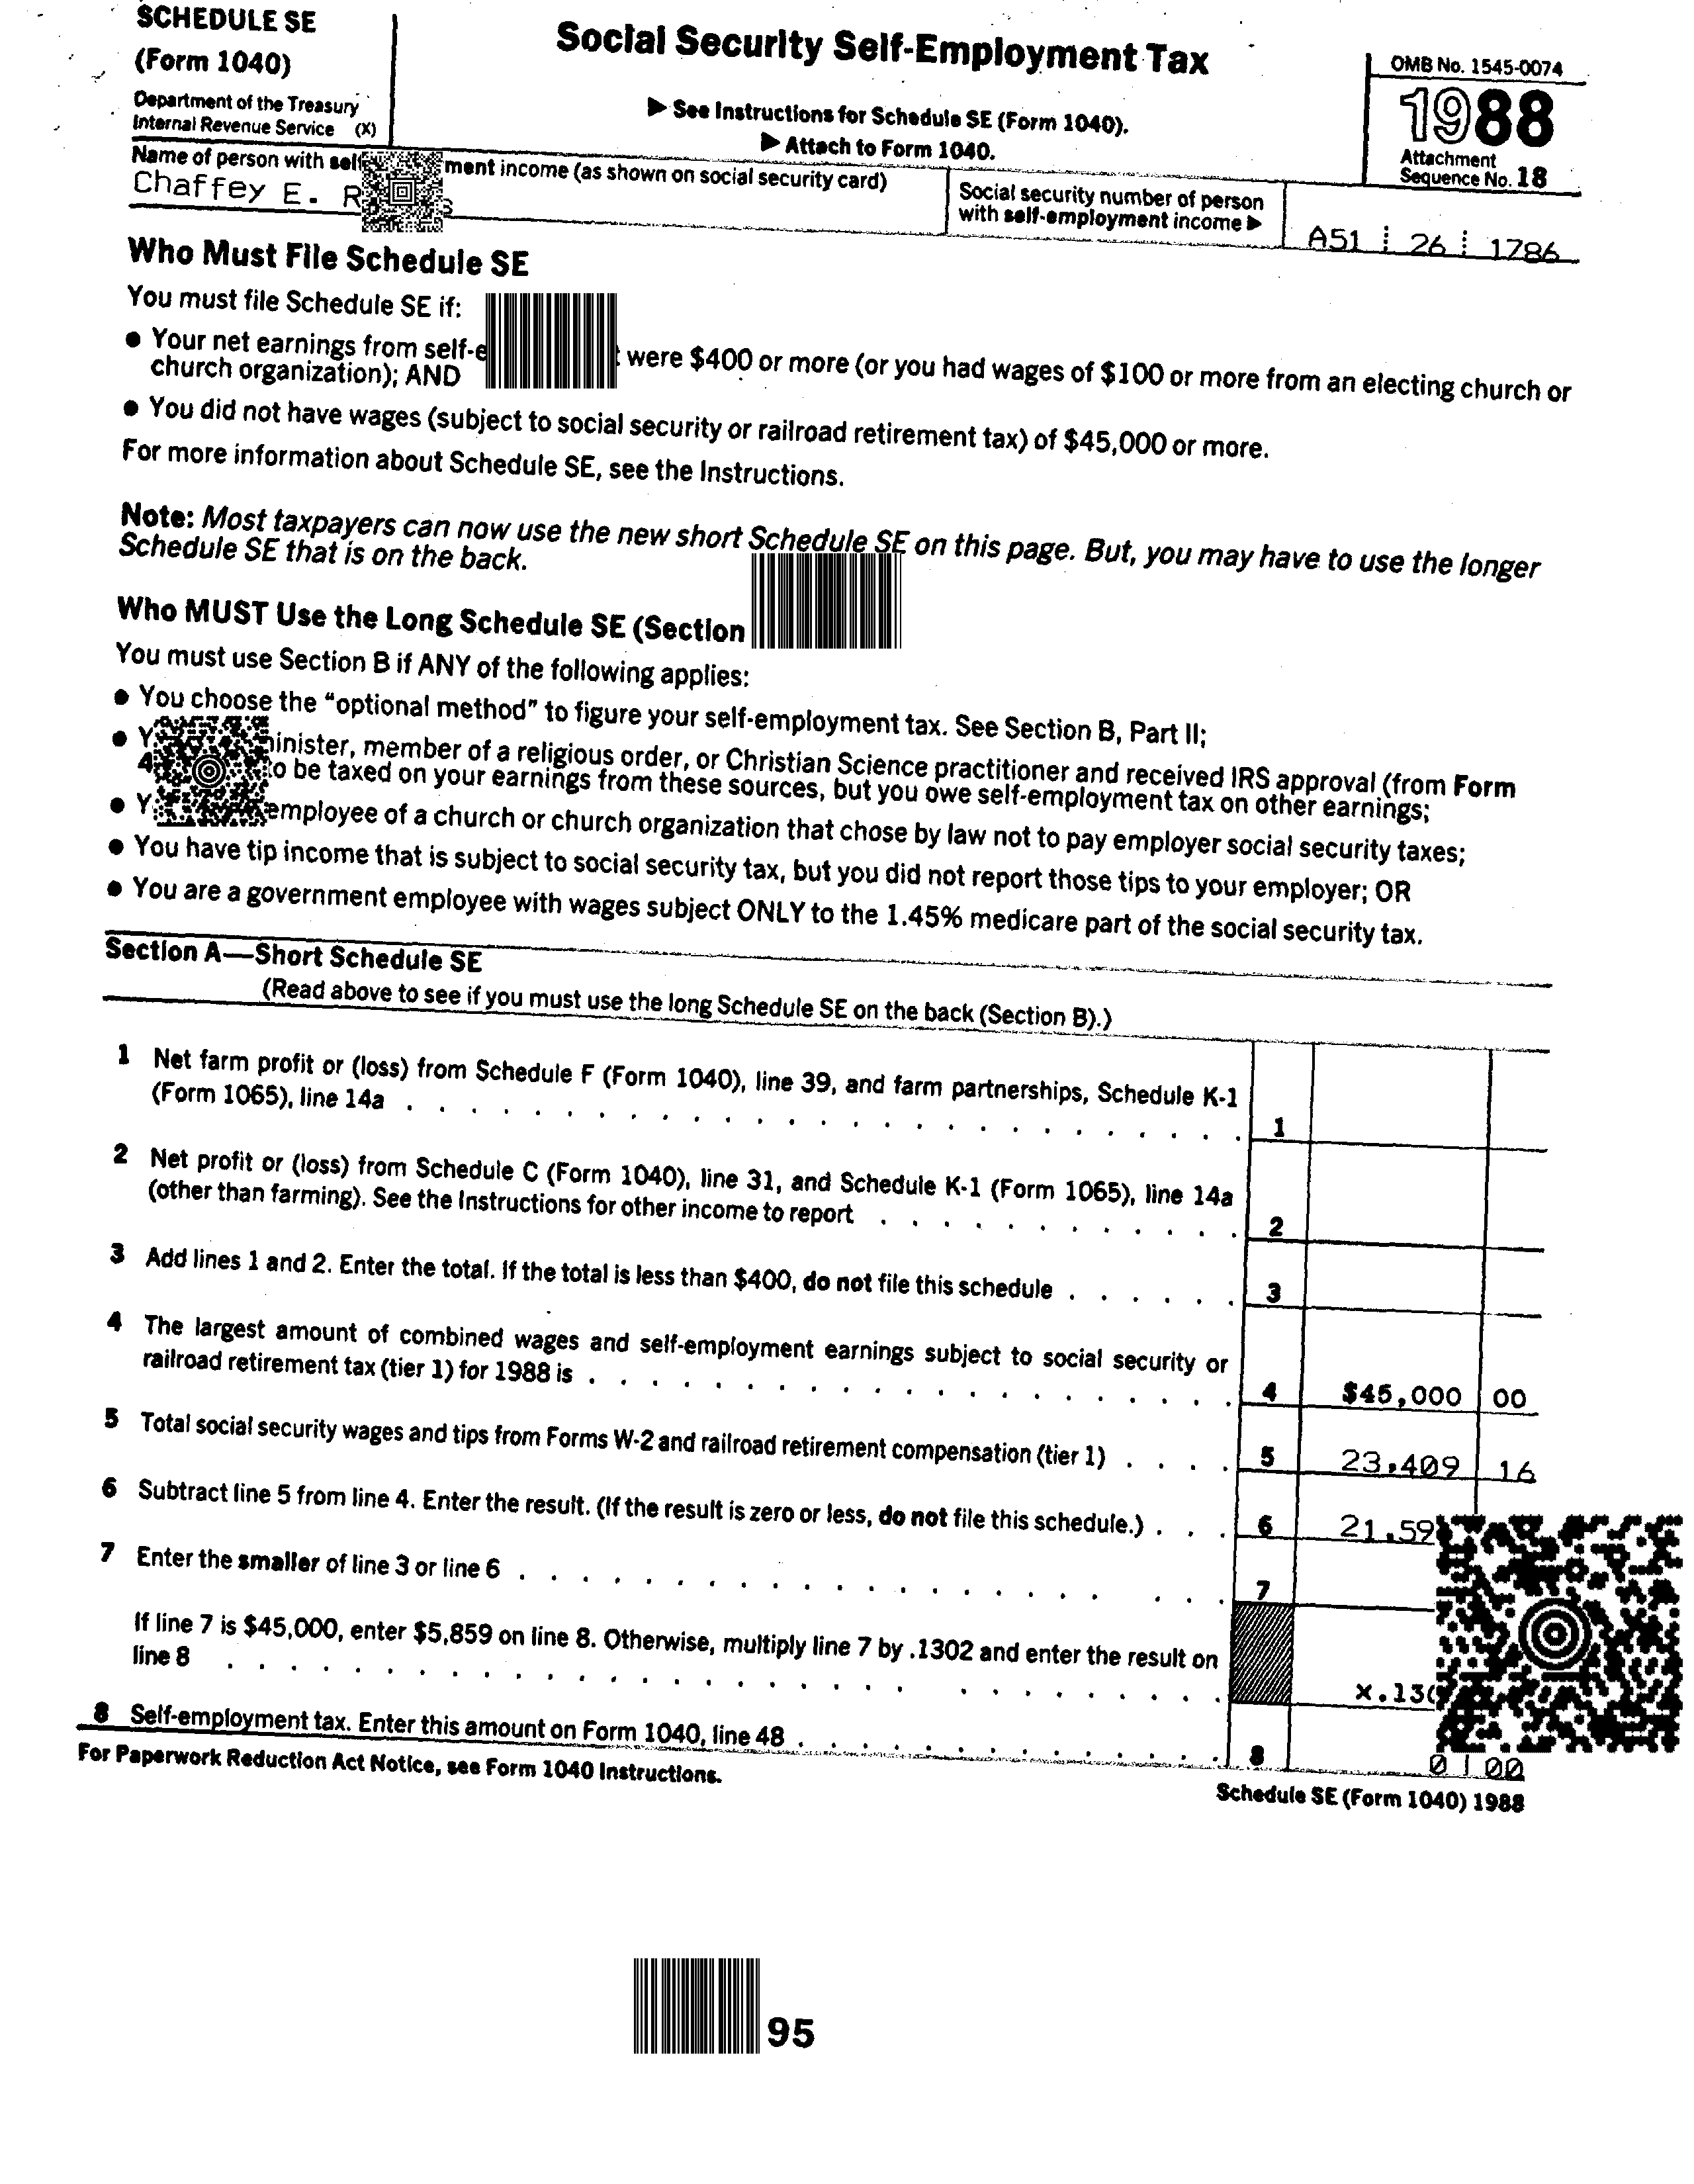 SCHEDULE SE
(Form 1040)
Department of the Treasury
Internal Revenue Service (X)
Social Security Self-Employment Tax
▶ See Instructions for Schedule SE (Form 1040).
▶ Attach to Form 1040.
OMB No. 1545-0074
1988
Attachment
Sequence No. 18
Name of person with ment income (as shown on social security card)
Chaffey E.
Social security number of person
with self-employment income ▶
A51 26 1786
Who Must File Schedule SE
You must file Schedule SE if:
● Your net earnings from were $400 or more (or you had wages of $100 or more from an electing church or
church organization); AND
● You did not have wages (subject to social security or railroad retirement tax) of $45,000 or more.
For more information about Schedule SE, see the Instructions.
Note: Most taxpayers can now use the new short Schedule SE on this page. But, you may have to use the longer
Schedule SE that is on the back.
Who MUST Use the Long Schedule SE (Section
You must use Section B if ANY of the following applies:
● You choose the "optional method" to figure your self-employment tax. See Section B, Part II;
● member of a religious order, or Christian Science practitioner and received IRS approval (from Form
be taxed on your earnings from these sources, but you owe self-employment tax on other earnings;
● employee of a church or church organization that chose by law not to pay employer social security taxes;
● You have tip income that is subject to social security tax, but you did not report those tips to your employer; OR
● You are a government employee with wages subject ONLY to the 1.45% medicare part of the social security tax.
Section A—Short Schedule SE
(Read above to see if you must use the long Schedule SE on the back (Section B).)
1 Net farm profit or (loss) from Schedule F (Form 1040), line 39, and farm partnerships, Schedule K-1
(Form 1065), line 14a . . . . . . . . . . . . . . . . . . . . . . . . . . . 1
2 Net profit or (loss) from Schedule C (Form 1040), line 31, and Schedule K-1 (Form 1065), line 14a
(other than farming). See the Instructions for other income to report . . . . . . . . . . . 2
3 Add lines 1 and 2. Enter the total. If the total is less than $400, do not file this schedule . . . . . . 3
4 The largest amount of combined wages and self-employment earnings subject to social security or
railroad retirement tax (tier 1) for 1988 is . . . . . . . . . . . . . . . . . . . . . 4 $45,000 00
5 Total social security wages and tips from Forms W-2 and railroad retirement compensation (tier 1) . . . . 5 23,409 16
6 Subtract line 5 from line 4. Enter the result. (If the result is zero or less, do not file this schedule.) . . . 6
7 Enter the smaller of line 3 or line 6 . . . . . . . . . . . . . . . . . . . . . . 7
If line 7 is $45,000, enter $5,859 on line 8. Otherwise, multiply line 7 by .1302 and enter the result on
line 8 . . . . . . . . . . . . . . . . . . . . . . . . . . . . . . .
8 Self-employment tax. Enter this amount on Form 1040, line 48 . . . . . . . . . . . . . . 8 0 00
For Paperwork Reduction Act Notice, see Form 1040 Instructions.
Schedule SE (Form 1040) 1988
95